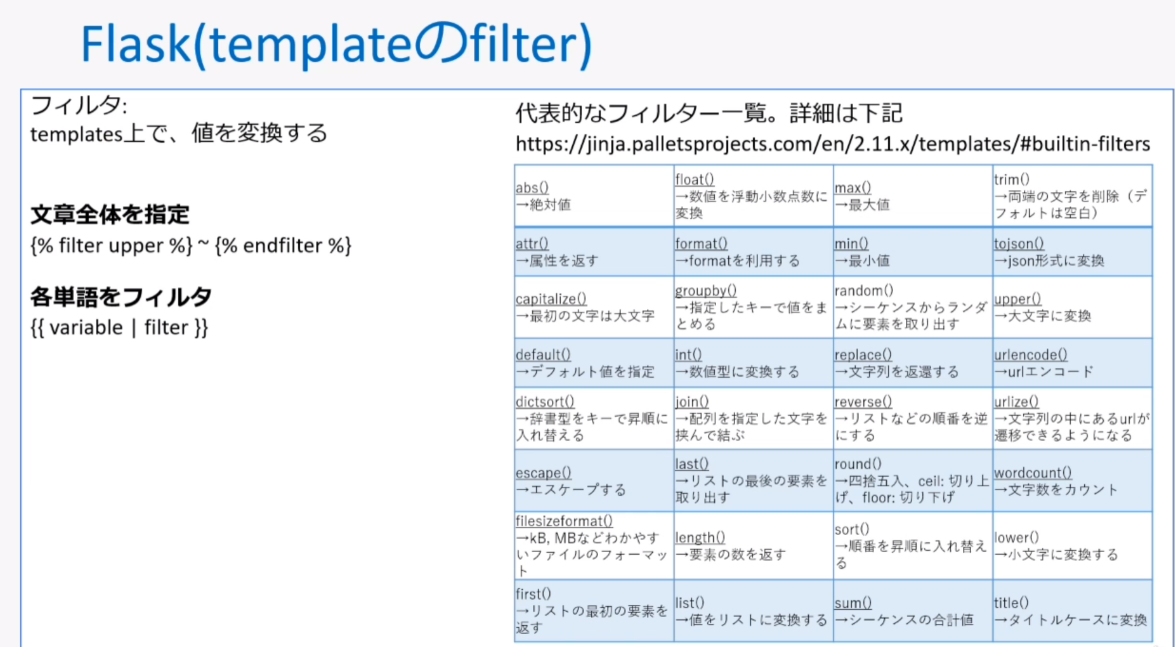 Flask(templateのfilter)
フィルタ:
templates上で、値を変換する
文章全体を指定
{% filter upper %} ~ {% endfilter %}
各単語をフィルタ
{{ variable | filter }}
代表的なフィルター一覧。詳細は下記
https://jinja.palletsprojects.com/en/2.11.x/templates/#builtin-filters
abs()
→絶対値
float()
→数値を浮動小数点数に
変換
max()
→最大値
trim()
→両端の文字を削除（デ
フォルトは空白）
attr()
→属性を返す
format()
→formatを利用する
min()
→最小値
tojson()
→json形式に変換
capitalize()
→最初の文字は大文字
groupby()
→指定したキーで値をま
とめる
random()
→シーケンスからランダ
ムに要素を取り出す
upper()
→大文字に変換
default()
→デフォルト値を指定
int()
→数値型に変換する
replace()
→文字列を返還する
urlencode()
→urlエンコード
dictsort()
→辞書型をキーで昇順に
入れ替える
join()
→配列を指定した文字を
挟んで結ぶ
reverse()
→リストなどの順番を逆
にする
urlize()
→文字列の中にあるurlが
遷移できるようになる
escape()
→エスケープする
last()
→リストの最後の要素を
取り出す
round()
→四捨五入、ceil: 切り上
げ、floor: 切り下げ
wordcount()
→文字数をカウント
filesizeformat()
→kB, MBなどわかやす
いファイルのフォーマッ
ト
length()
→要素の数を返す
sort()
→順番を昇順に入れ替え
る
lower()
→小文字に変換する
first()
→リストの最初の要素を
返す
list()
→値をリストに変換する
sum()
→シーケンスの合計値
title()
→タイトルケースに変換